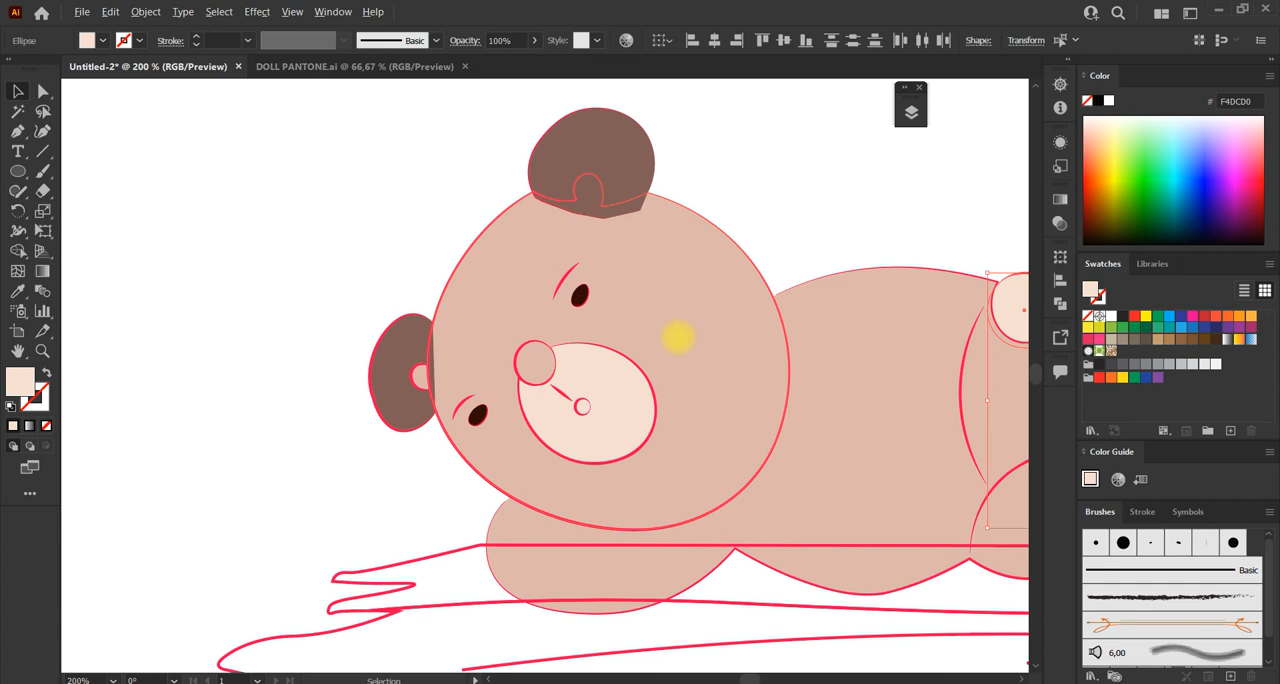 Ai File Edit Object Type Select Effect View Window Help
Ellipse Stroke: Basic Opacity: 100% Style: Shape: Transform
Untitled-2* @ 200 % (RGB/Preview) × DOLL PANTONE.ai @ 66,67 % (RGB/Preview) ×
Color
# F4DCD0
Swatches Libraries
Color Guide
Brushes Stroke Symbols
Basic
6,00
200% 0° 1 Selection